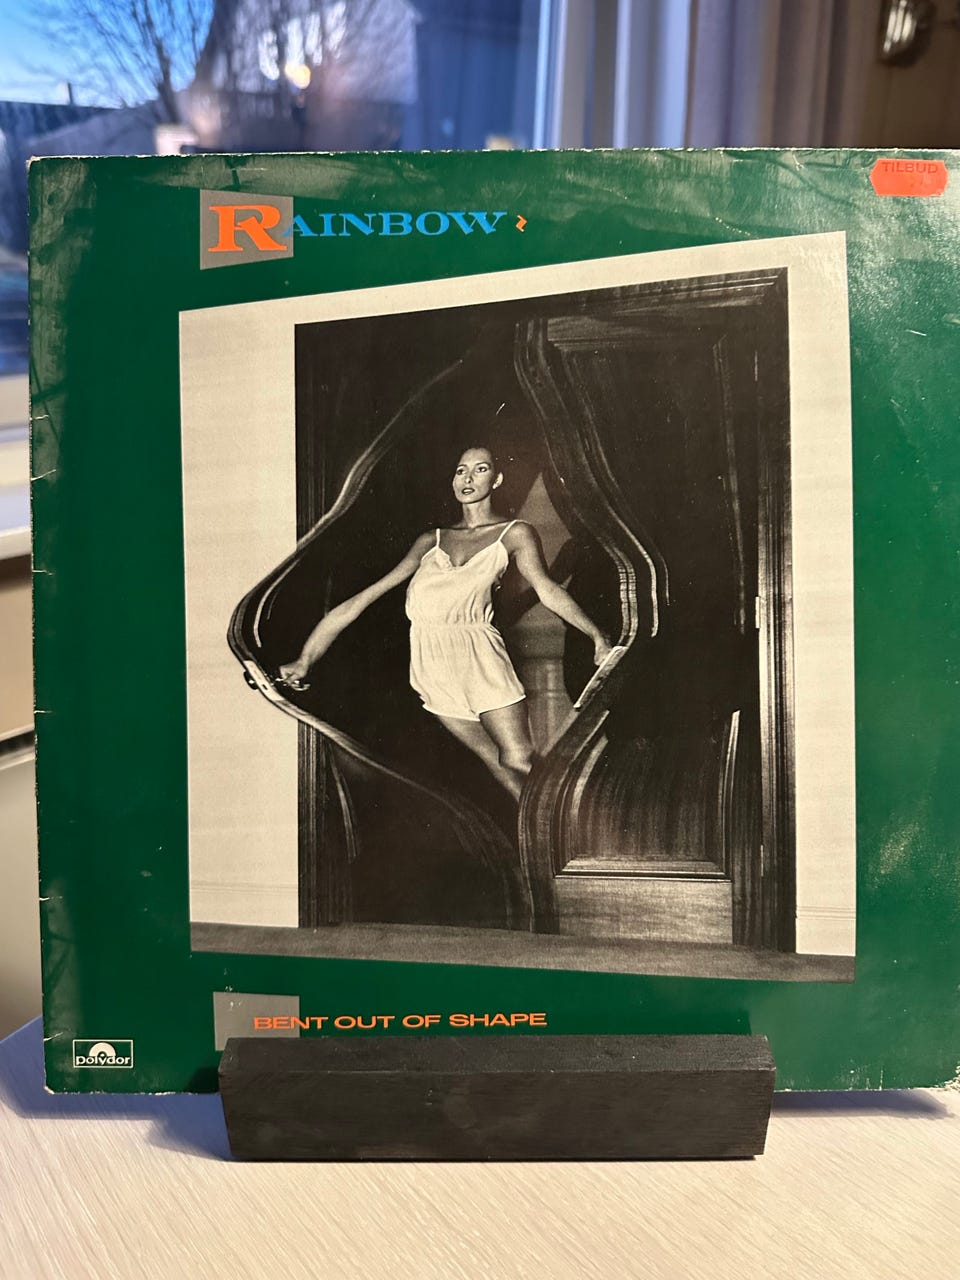 TILBUD
RAINBOW
BENT OUT OF SHAPE
polydor